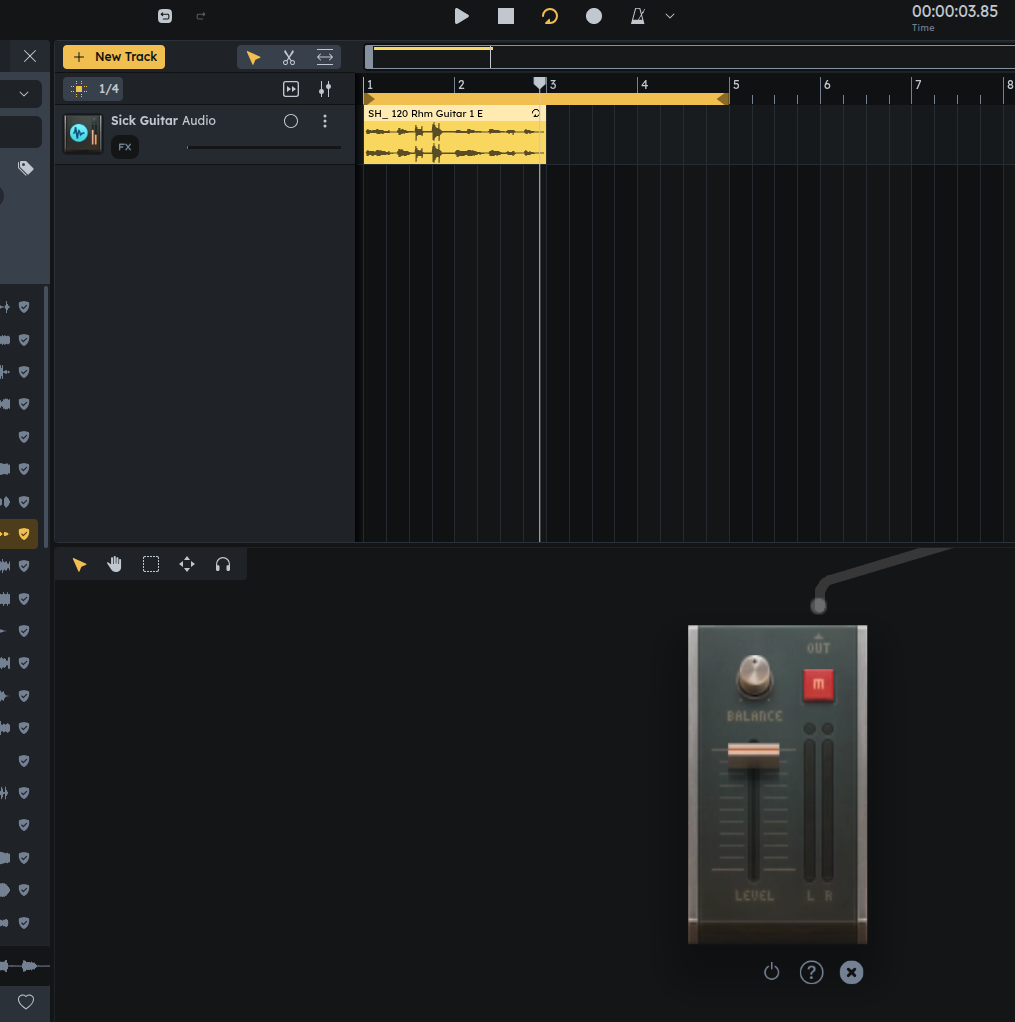 00:00:03.85
Time
+ New Track
1/4
1 2 3 4 5 6 7 8
Sick Guitar Audio
FX
SH_ 120 Rhm Guitar 1 E
OUT
m
BALANCE
LEVEL
L R
?